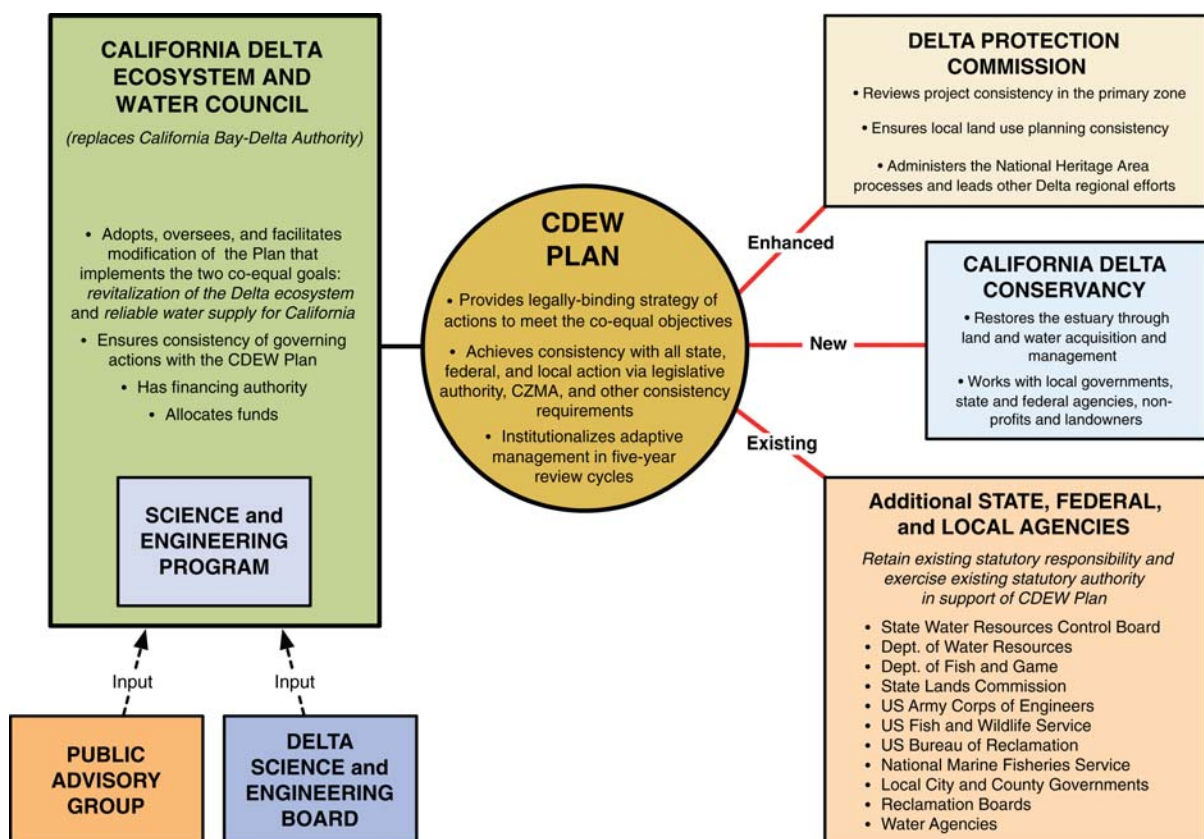 CALIFORNIA DELTA
ECOSYSTEM AND
WATER COUNCIL
(replaces California Bay-Delta Authority)
• Adopts, oversees, and facilitates
modification of the Plan that
implements the two co-equal goals:
revitalization of the Delta ecosystem
and reliable water supply for California
• Ensures consistency of governing
actions with the CDEW Plan
• Has financing authority
• Allocates funds
SCIENCE and
ENGINEERING
PROGRAM
Input
Input
PUBLIC
ADVISORY
GROUP
DELTA
SCIENCE and
ENGINEERING
BOARD
CDEW
PLAN
• Provides legally-binding strategy of
actions to meet the co-equal objectives
• Achieves consistency with all state,
federal, and local action via legislative
authority, CZMA, and other consistency
requirements
• Institutionalizes adaptive
management in five-year
review cycles
Enhanced
New
Existing
DELTA PROTECTION
COMMISSION
• Reviews project consistency in the primary zone
• Ensures local land use planning consistency
• Administers the National Heritage Area
processes and leads other Delta regional efforts
CALIFORNIA DELTA
CONSERVANCY
• Restores the estuary through
land and water acquisition and
management
• Works with local governments,
state and federal agencies, non-
profits and landowners
Additional STATE, FEDERAL,
and LOCAL AGENCIES
Retain existing statutory responsibility and
exercise existing statutory authority
in support of CDEW Plan
• State Water Resources Control Board
• Dept. of Water Resources
• Dept. of Fish and Game
• State Lands Commission
• US Army Corps of Engineers
• US Fish and Wildlife Service
• US Bureau of Reclamation
• National Marine Fisheries Service
• Local City and County Governments
• Reclamation Boards
• Water Agencies